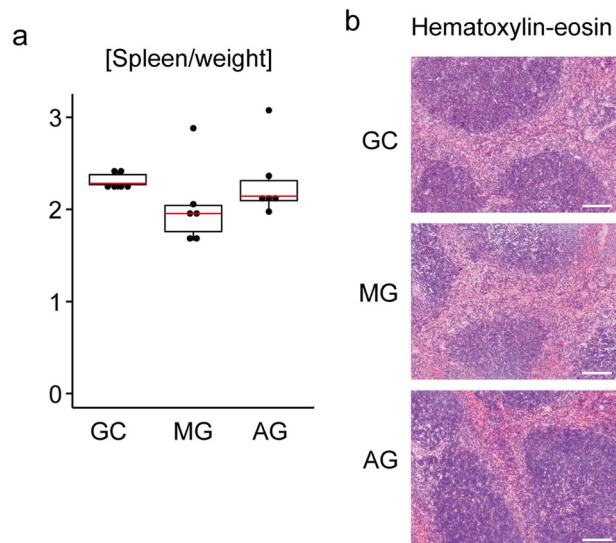 a
[Spleen/weight]
3
2
1
0
GC MG AG
b
Hematoxylin-eosin
GC
MG
AG